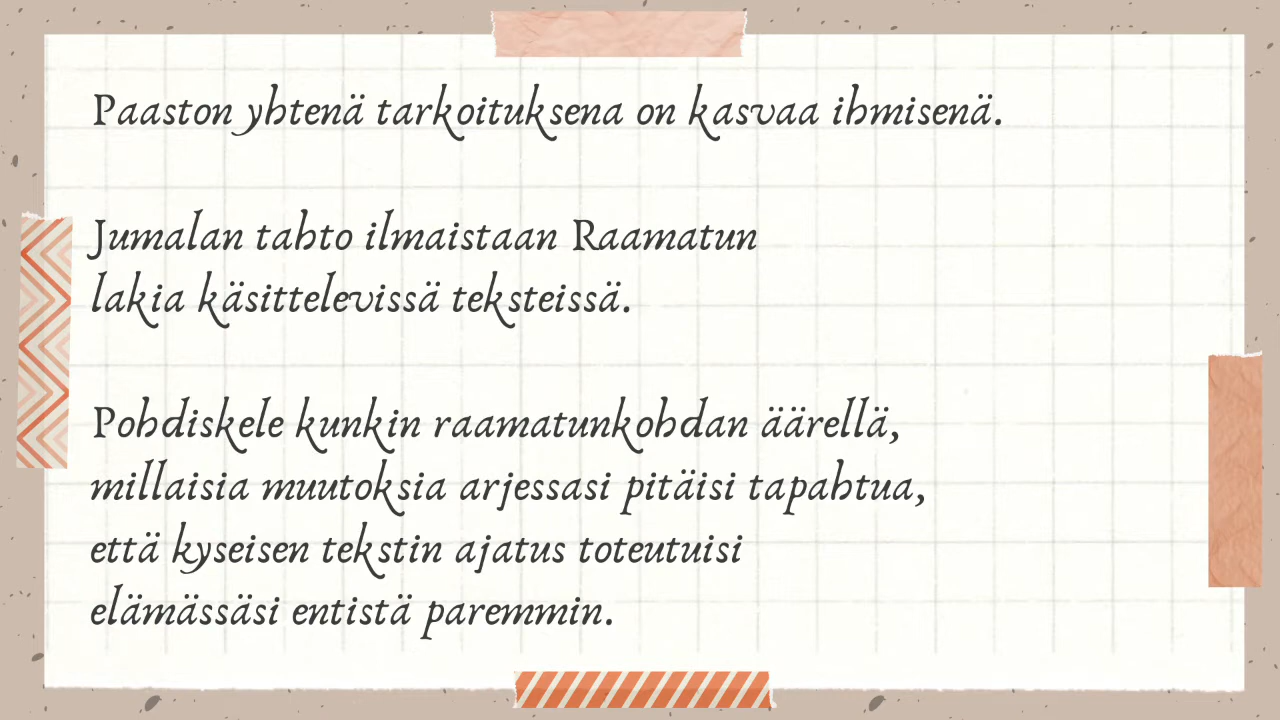 Paaston yhtenä tarkoituksena on kasvaa ihmisenä.
Jumalan tahto ilmaistaan Raamatun
lakia käsittelevissä teksteissä.
Pohdiskele kunkin raamatunkohdan äärellä,
millaisia muutoksia arjessasi pitäisi tapahtua,
että kyseisen tekstin ajatus toteutuisi
elämässäsi entistä paremmin.